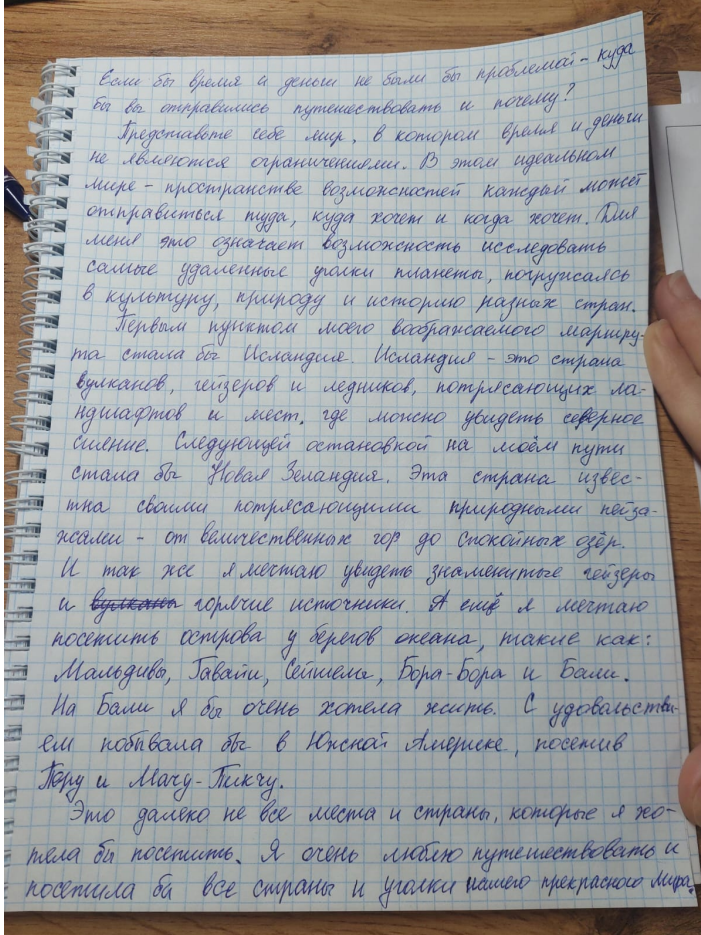 Если бы время и деньги не были бы проблемой - куда
бы вы отправились путешествовать и почему?
Представьте себе мир, в котором время и деньги
не являются ограничениями. В этом идеальном
мире - пространстве возможностей каждый может
отправиться туда, куда хочет и когда хочет. Для
меня это означает возможность исследовать
самые удаленные уголки планеты, погружаясь
в культуру, природу и историю разных стран.
Первым пунктом моего воображаемого маршру-
та стала бы Исландия. Исландия - это страна
вулканов, гейзеров и ледников, потрясающих ла-
ндшафтов и мест, где можно увидеть северное
сияние. Следующей остановкой на моём пути
стала бы Новая Зеландия. Эта страна извес-
тна своими потрясающими природными пейза-
жами - от величественных гор до спокойных озёр.
И так же я мечтаю увидеть знаменитые гейзеры
и вулканы горячие источники. А ещё я мечтаю
посетить острова у берегов океана, такие как:
Мальдивы, Гавайи, Сейшелы, Бора-Бора и Бали.
На Бали я бы очень хотела жить. С удовольстви-
ем побывала бы в Южной Америке, посетив
Перу и Мачу-Пикчу.
Это далеко не все места и страны, которые я хо-
тела бы посетить. Я очень люблю путешествовать и
посетила бы все страны и уголки нашего прекрасного мира.